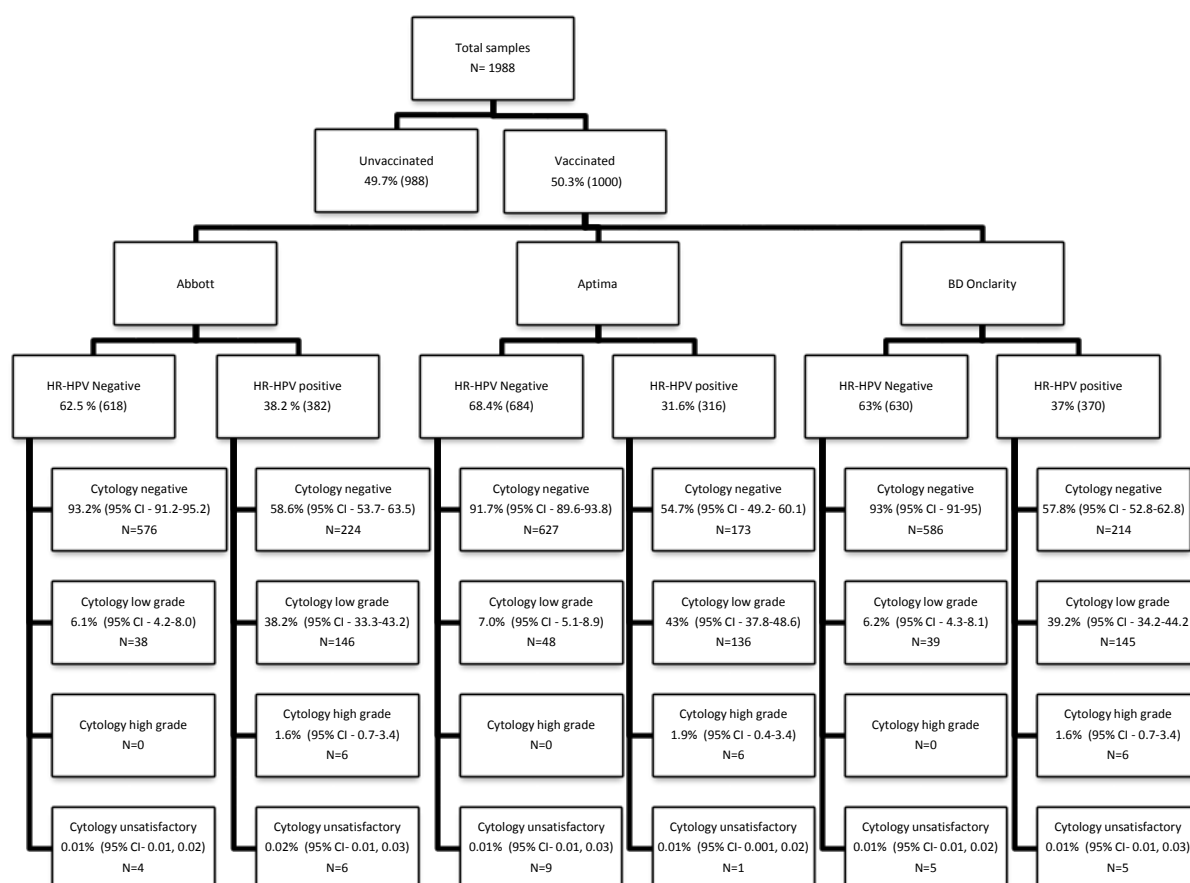 Total samples
N= 1988
Unvaccinated
49.7% (988)
Vaccinated
50.3% (1000)
Abbott
Aptima
BD Onclarity
HR-HPV Negative
62.5 % (618)
HR-HPV positive
38.2 % (382)
HR-HPV Negative
68.4% (684)
HR-HPV positive
31.6% (316)
HR-HPV Negative
63% (630)
HR-HPV positive
37% (370)
Cytology negative
93.2% (95% CI - 91.2-95.2)
N=576
Cytology negative
58.6% (95% CI - 53.7- 63.5)
N=224
Cytology negative
91.7% (95% CI - 89.6-93.8)
N=627
Cytology negative
54.7% (95% CI - 49.2- 60.1)
N=173
Cytology negative
93% (95% CI - 91-95)
N=586
Cytology negative
57.8% (95% CI - 52.8-62.8)
N=214
Cytology low grade
6.1% (95% CI - 4.2-8.0)
N=38
Cytology low grade
38.2% (95% CI - 33.3-43.2)
N=146
Cytology low grade
7.0% (95% CI - 5.1-8.9)
N=48
Cytology low grade
43% (95% CI - 37.8-48.6)
N=136
Cytology low grade
6.2% (95% CI - 4.3-8.1)
N=39
Cytology low grade
39.2% (95% CI - 34.2-44.2
N=145
Cytology high grade
N=0
Cytology high grade
1.6% (95% CI - 0.7-3.4)
N=6
Cytology high grade
N=0
Cytology high grade
1.9% (95% CI - 0.4-3.4)
N=6
Cytology high grade
N=0
Cytology high grade
1.6% (95% CI - 0.7-3.4)
N=6
Cytology unsatisfactory
0.01% (95% CI- 0.01, 0.02)
N=4
Cytology unsatisfactory
0.02% (95% CI- 0.01, 0.03)
N=6
Cytology unsatisfactory
0.01% (95% CI- 0.01, 0.03)
N=9
Cytology unsatisfactory
0.01% (95% CI- 0.001, 0.02)
N=1
Cytology unsatisfactory
0.01% (95% CI- 0.01, 0.02)
N=5
Cytology unsatisfactory
0.01% (95% CI- 0.01, 0.03)
N=5